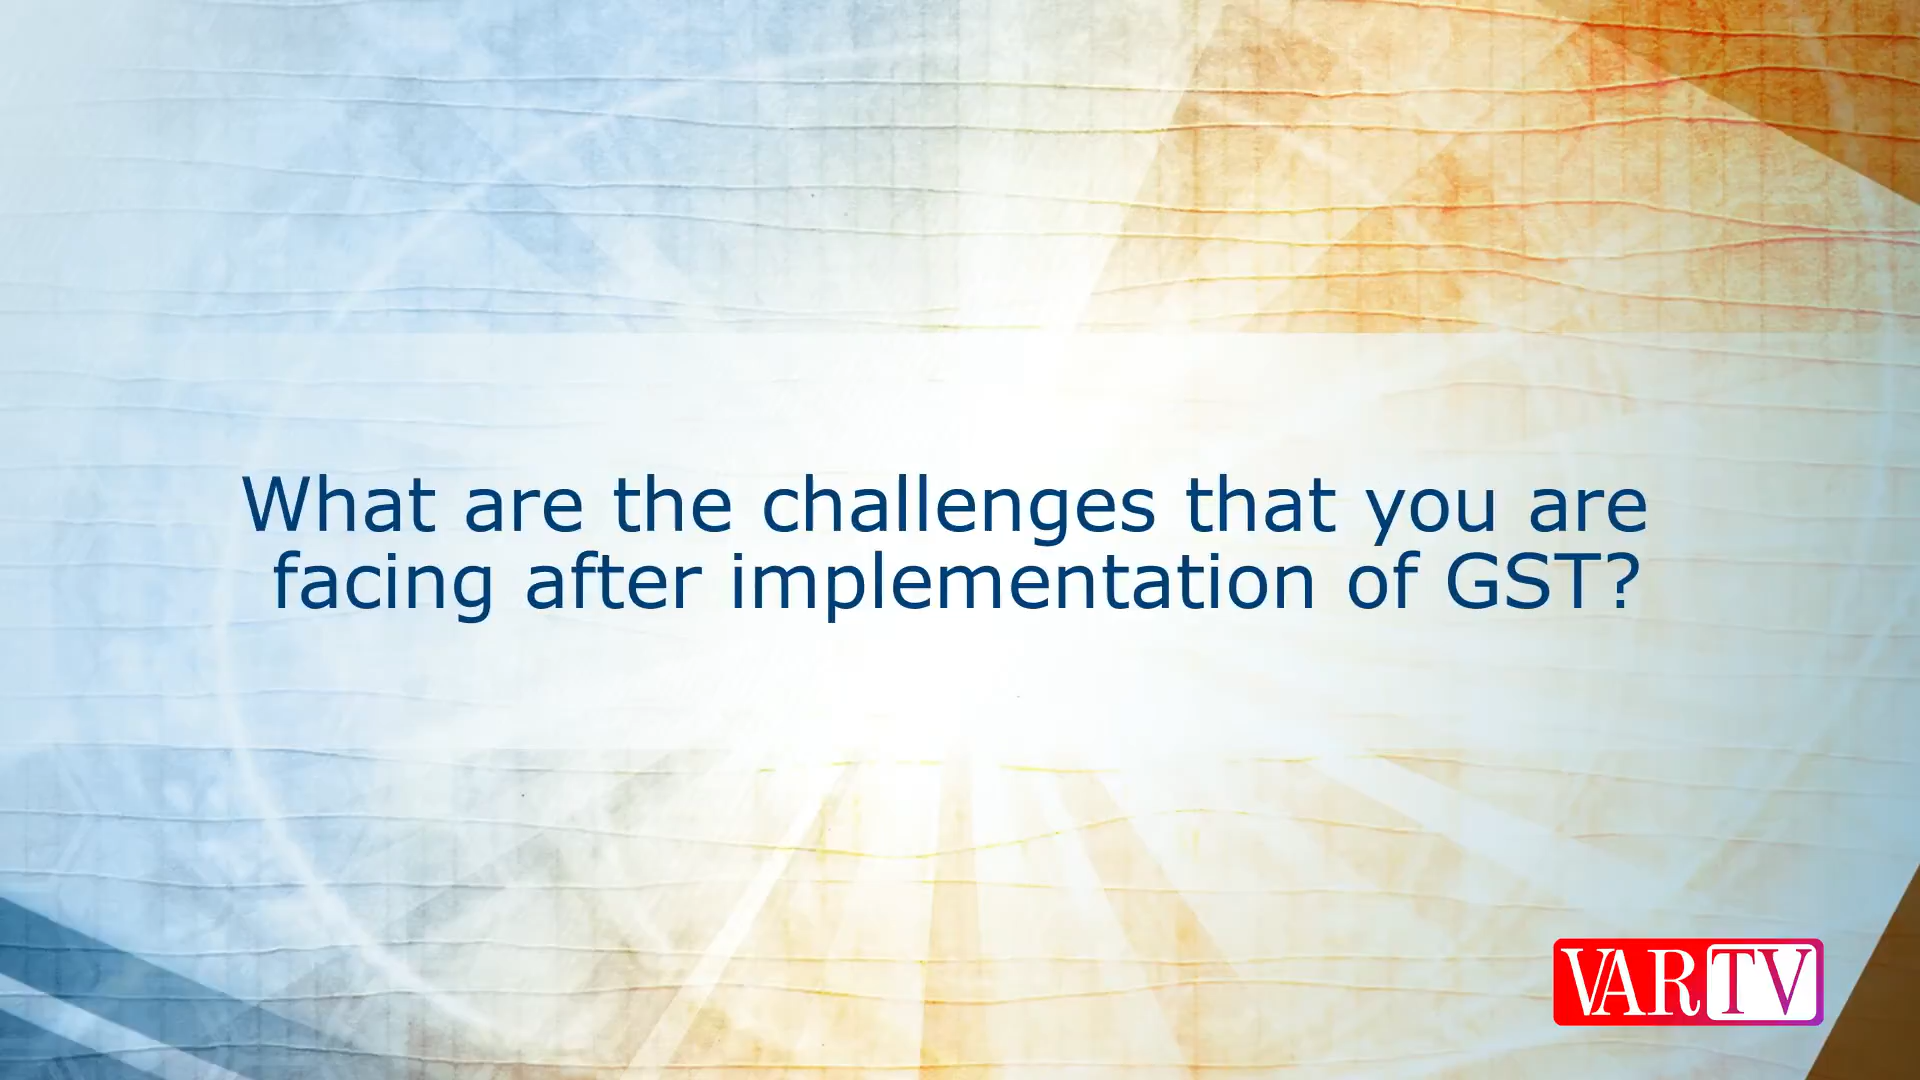 What are the challenges that you are
facing after implementation of GST?
VARTV